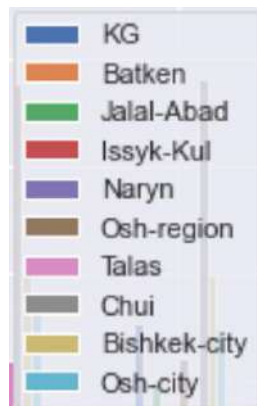 KG
Batken
Jalal-Abad
Issyk-Kul
Naryn
Osh-region
Talas
Chui
Bishkek-city
Osh-city